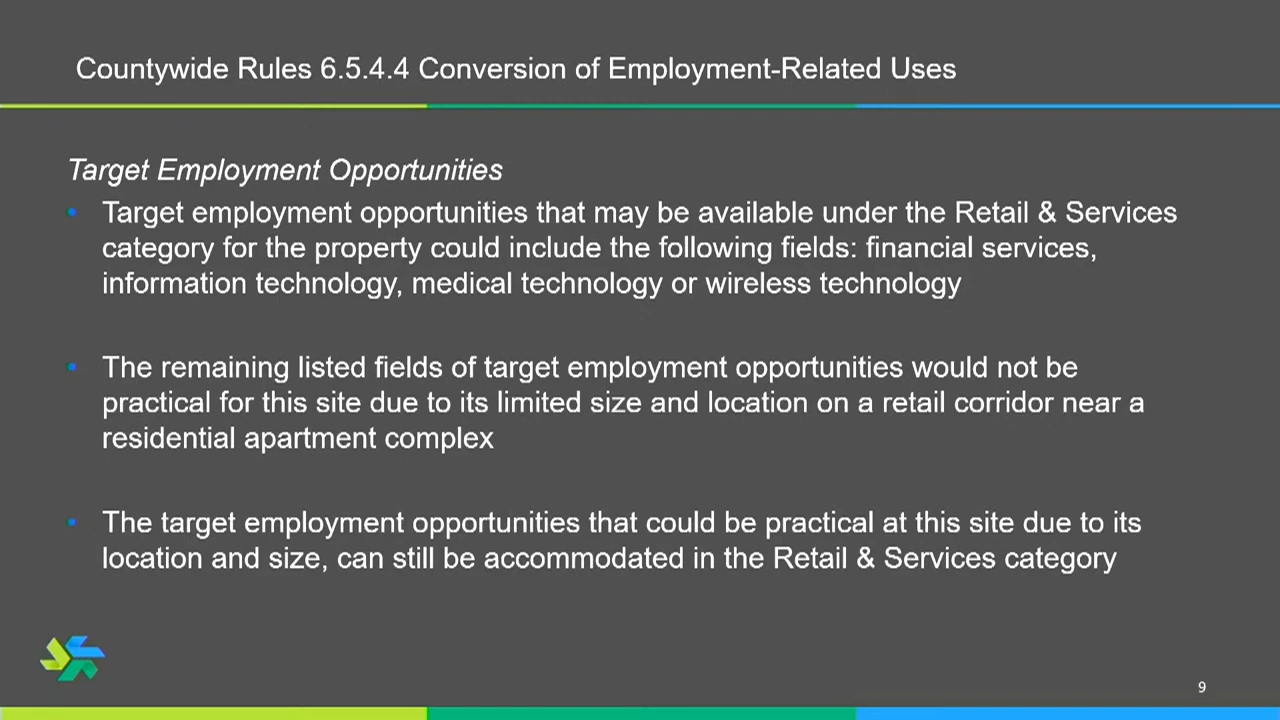 Countywide Rules 6.5.4.4 Conversion of Employment-Related Uses
Target Employment Opportunities
• Target employment opportunities that may be available under the Retail & Services
category for the property could include the following fields: financial services,
information technology, medical technology or wireless technology
• The remaining listed fields of target employment opportunities would not be
practical for this site due to its limited size and location on a retail corridor near a
residential apartment complex
• The target employment opportunities that could be practical at this site due to its
location and size, can still be accommodated in the Retail & Services category
9